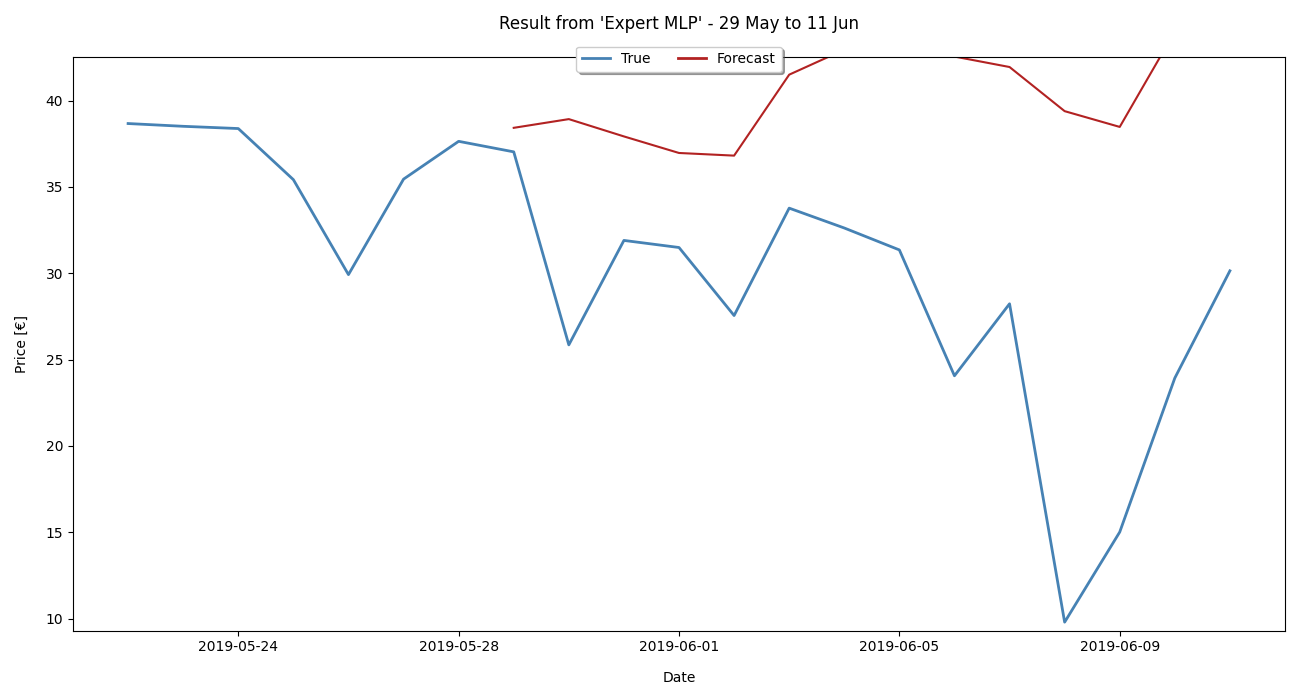 Result from 'Expert MLP' - 29 May to 11 Jun
True Forecast
40
35
30
25
20
15
10
Price [€]
2019-05-24 2019-05-28 2019-06-01 2019-06-05 2019-06-09
Date